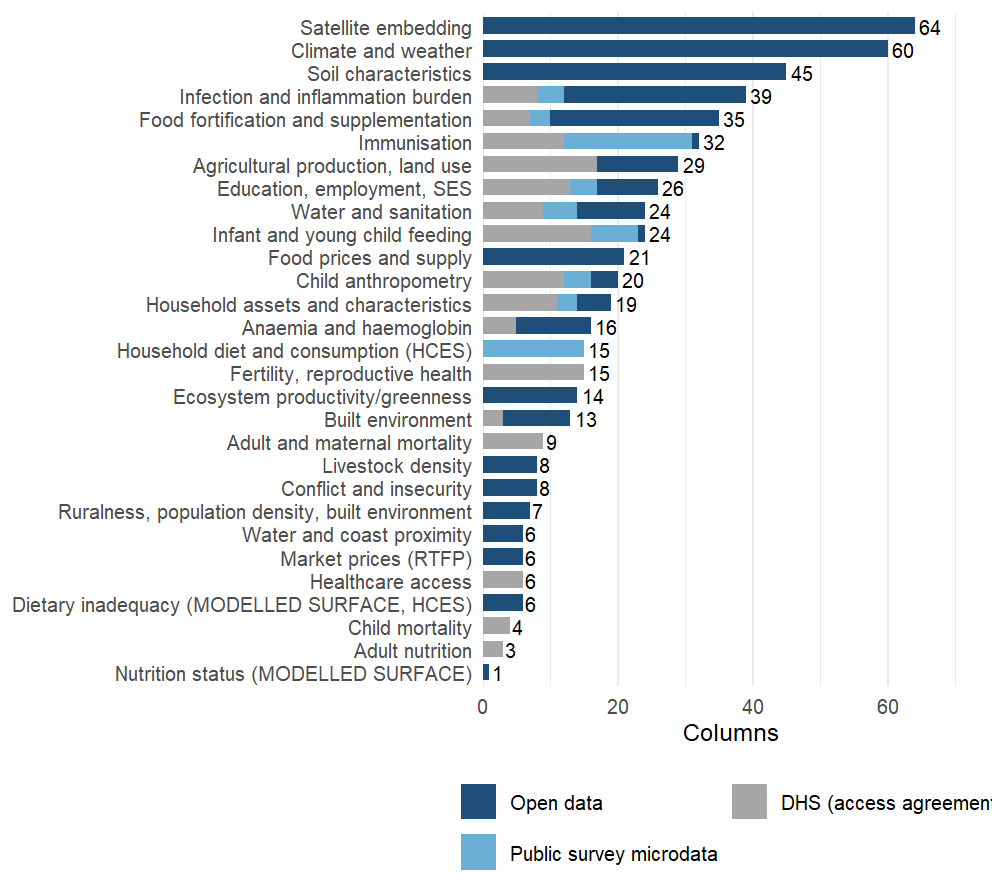 Satellite embedding 64
Climate and weather 60
Soil characteristics 45
Infection and inflammation burden 39
Food fortification and supplementation 35
Immunisation 32
Agricultural production, land use 29
Education, employment, SES 26
Water and sanitation 24
Infant and young child feeding 24
Food prices and supply 21
Child anthropometry 20
Household assets and characteristics 19
Anaemia and haemoglobin 16
Household diet and consumption (HCES) 15
Fertility, reproductive health 15
Ecosystem productivity/greenness 14
Built environment 13
Adult and maternal mortality 9
Livestock density 8
Conflict and insecurity 8
Ruralness, population density, built environment 7
Water and coast proximity 6
Market prices (RTFP) 6
Healthcare access 6
Dietary inadequacy (MODELLED SURFACE, HCES) 6
Child mortality 4
Adult nutrition 3
Nutrition status (MODELLED SURFACE) 1
0 20 40 60
Columns
Open data DHS (access agreement
Public survey microdata